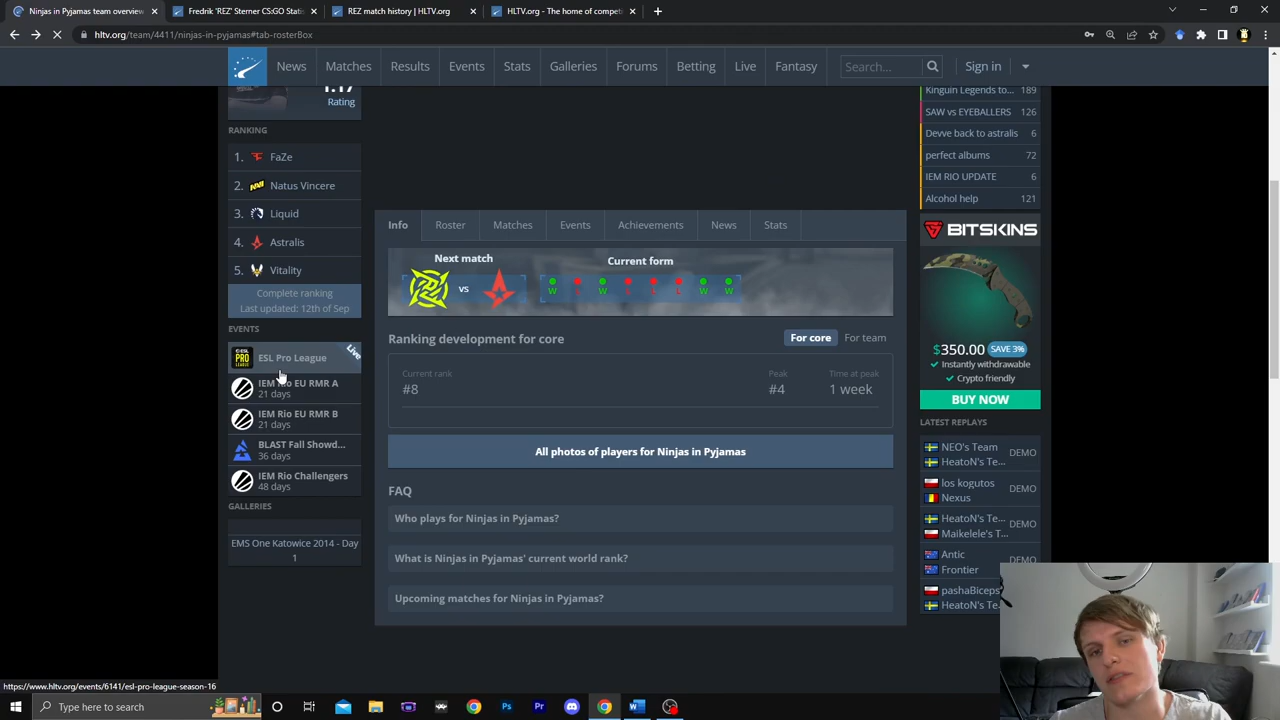 Ninjas in Pyjamas team overvie
Fredrik 'REZ' Sterner CS:GO Statis
REZ match history | HLTV.org
HLTV.org - The home of competi
hltv.org/team/4411/ninjas-in-pyjamas#tab-rosterBox
News
Matches
Results
Events
Stats
Galleries
Forums
Betting
Live
Fantasy
Search...
Sign in
1.17
Rating
RANKING
1. FaZe
2. Natus Vincere
3. Liquid
4. Astralis
5. Vitality
Complete ranking
Last updated: 12th of Sep
EVENTS
ESL Pro League
Live
IEM Rio EU RMR A
21 days
IEM Rio EU RMR B
21 days
BLAST Fall Showd...
36 days
IEM Rio Challengers
48 days
GALLERIES
EMS One Katowice 2014 - Day
1
Info
Roster
Matches
Events
Achievements
News
Stats
Next match
vs
Current form
W L W L L L W W
Ranking development for core
For core
For team
Current rank
#8
Peak
#4
Time at peak
1 week
All photos of players for Ninjas in Pyjamas
FAQ
Who plays for Ninjas in Pyjamas?
What is Ninjas in Pyjamas' current world rank?
Upcoming matches for Ninjas in Pyjamas?
Kinguin Legends to... 189
SAW vs EYEBALLERS 126
Devve back to astralis 6
perfect albums 72
IEM RIO UPDATE 6
Alcohol help 121
BITSKINS
$350.00 SAVE 3%
Instantly withdrawable
Crypto friendly
BUY NOW
LATEST REPLAYS
NEO's Team
HeatoN's Te...
DEMO
los kogutos
Nexus
DEMO
HeatoN's Te...
Maikelele's T...
DEMO
Antic
Frontier
DEMO
pashaBiceps
HeatoN's Te
https://www.hltv.org/events/6141/esl-pro-league-season-16
Type here to search